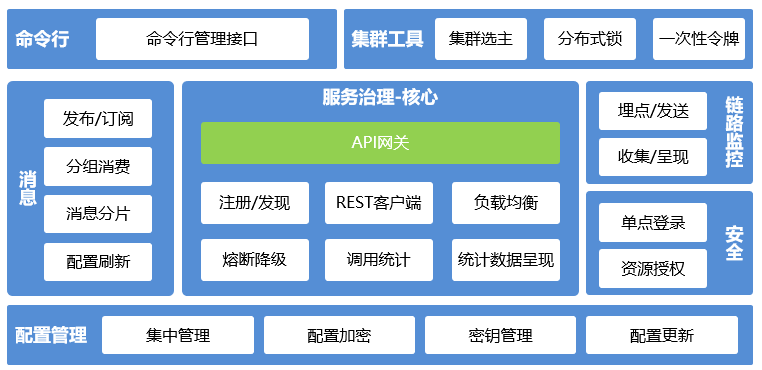 命令行
命令行管理接口
集群工具
集群选主
分布式锁
一次性令牌
消息
发布/订阅
分组消费
消息分片
配置刷新
服务治理-核心
API网关
注册/发现
REST客户端
负载均衡
熔断降级
调用统计
统计数据呈现
链路监控
埋点/发送
收集/呈现
安全
单点登录
资源授权
配置管理
集中管理
配置加密
密钥管理
配置更新